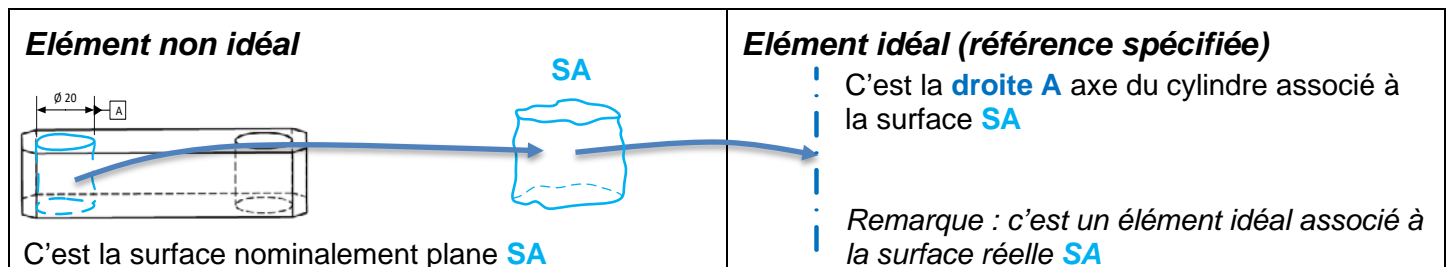 Elément non idéal
SA
Ø 20
A
C'est la surface nominalement plane SA
Elément idéal (référence spécifiée)
C'est la droite A axe du cylindre associé à
la surface SA
Remarque : c'est un élément idéal associé à
la surface réelle SA